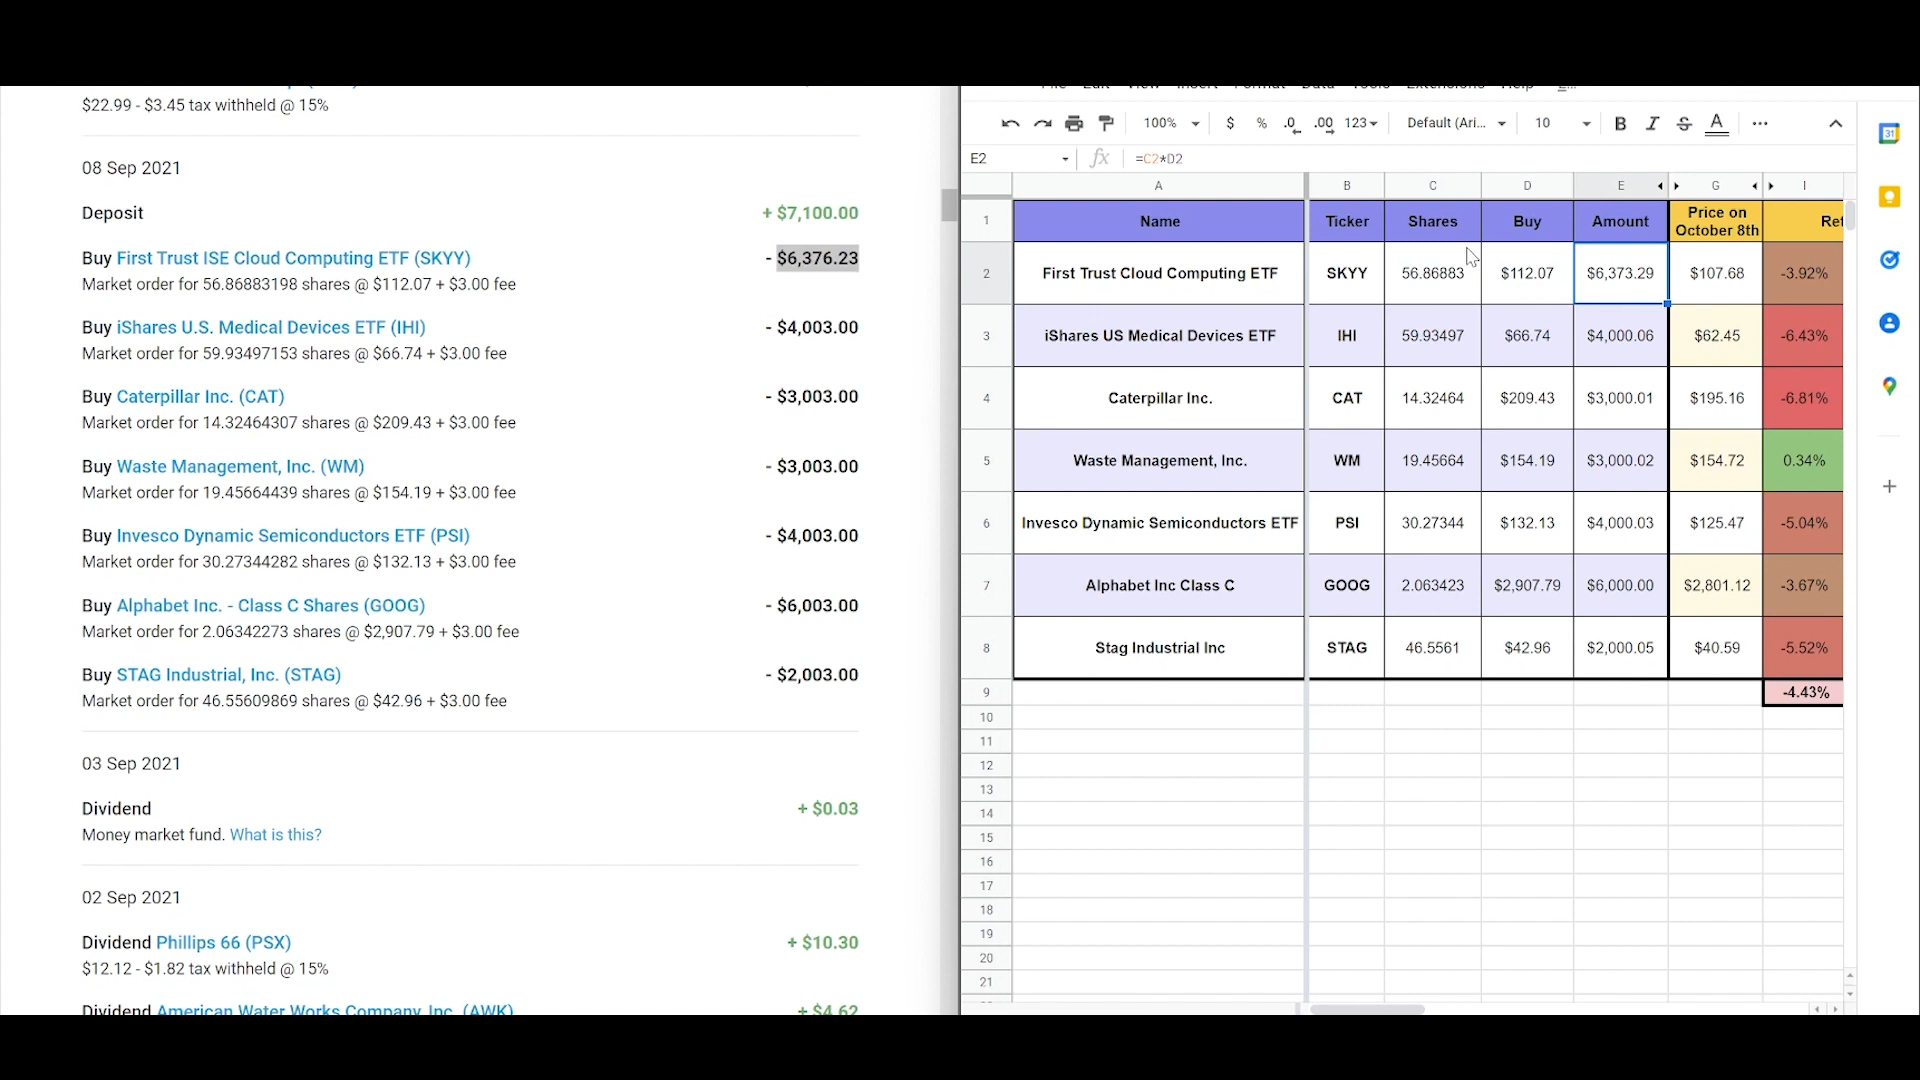 $22.99 - $3.45 tax withheld @ 15%
08 Sep 2021
Deposit + $7,100.00
Buy First Trust ISE Cloud Computing ETF (SKYY) - $6,376.23
Market order for 56.86883198 shares @ $112.07 + $3.00 fee
Buy iShares U.S. Medical Devices ETF (IHI) - $4,003.00
Market order for 59.93497153 shares @ $66.74 + $3.00 fee
Buy Caterpillar Inc. (CAT) - $3,003.00
Market order for 14.32464307 shares @ $209.43 + $3.00 fee
Buy Waste Management, Inc. (WM) - $3,003.00
Market order for 19.45664439 shares @ $154.19 + $3.00 fee
Buy Invesco Dynamic Semiconductors ETF (PSI) - $4,003.00
Market order for 30.27344282 shares @ $132.13 + $3.00 fee
Buy Alphabet Inc. - Class C Shares (GOOG) - $6,003.00
Market order for 2.06342273 shares @ $2,907.79 + $3.00 fee
Buy STAG Industrial, Inc. (STAG) - $2,003.00
Market order for 46.55609869 shares @ $42.96 + $3.00 fee
03 Sep 2021
Dividend + $0.03
Money market fund. What is this?
02 Sep 2021
Dividend Phillips 66 (PSX) + $10.30
$12.12 - $1.82 tax withheld @ 15%
Dividend American Water Works Company, Inc. (AWK) + $4.62
File Edit View Insert Format Data Tools Extensions Help
100% $ % .0 .00 123 Default (Ari... 10 B I S A
E2 fx =C2*D2
A B C D E G I
1 Name Ticker Shares Buy Amount Price on October 8th Ret
2 First Trust Cloud Computing ETF SKYY 56.86883 $112.07 $6,373.29 $107.68 -3.92%
3 iShares US Medical Devices ETF IHI 59.93497 $66.74 $4,000.06 $62.45 -6.43%
4 Caterpillar Inc. CAT 14.32464 $209.43 $3,000.01 $195.16 -6.81%
5 Waste Management, Inc. WM 19.45664 $154.19 $3,000.02 $154.72 0.34%
6 Invesco Dynamic Semiconductors ETF PSI 30.27344 $132.13 $4,000.03 $125.47 -5.04%
7 Alphabet Inc Class C GOOG 2.063423 $2,907.79 $6,000.00 $2,801.12 -3.67%
8 Stag Industrial Inc STAG 46.5561 $42.96 $2,000.05 $40.59 -5.52%
9 -4.43%
10
11
12
13
14
15
16
17
18
19
20
21
31